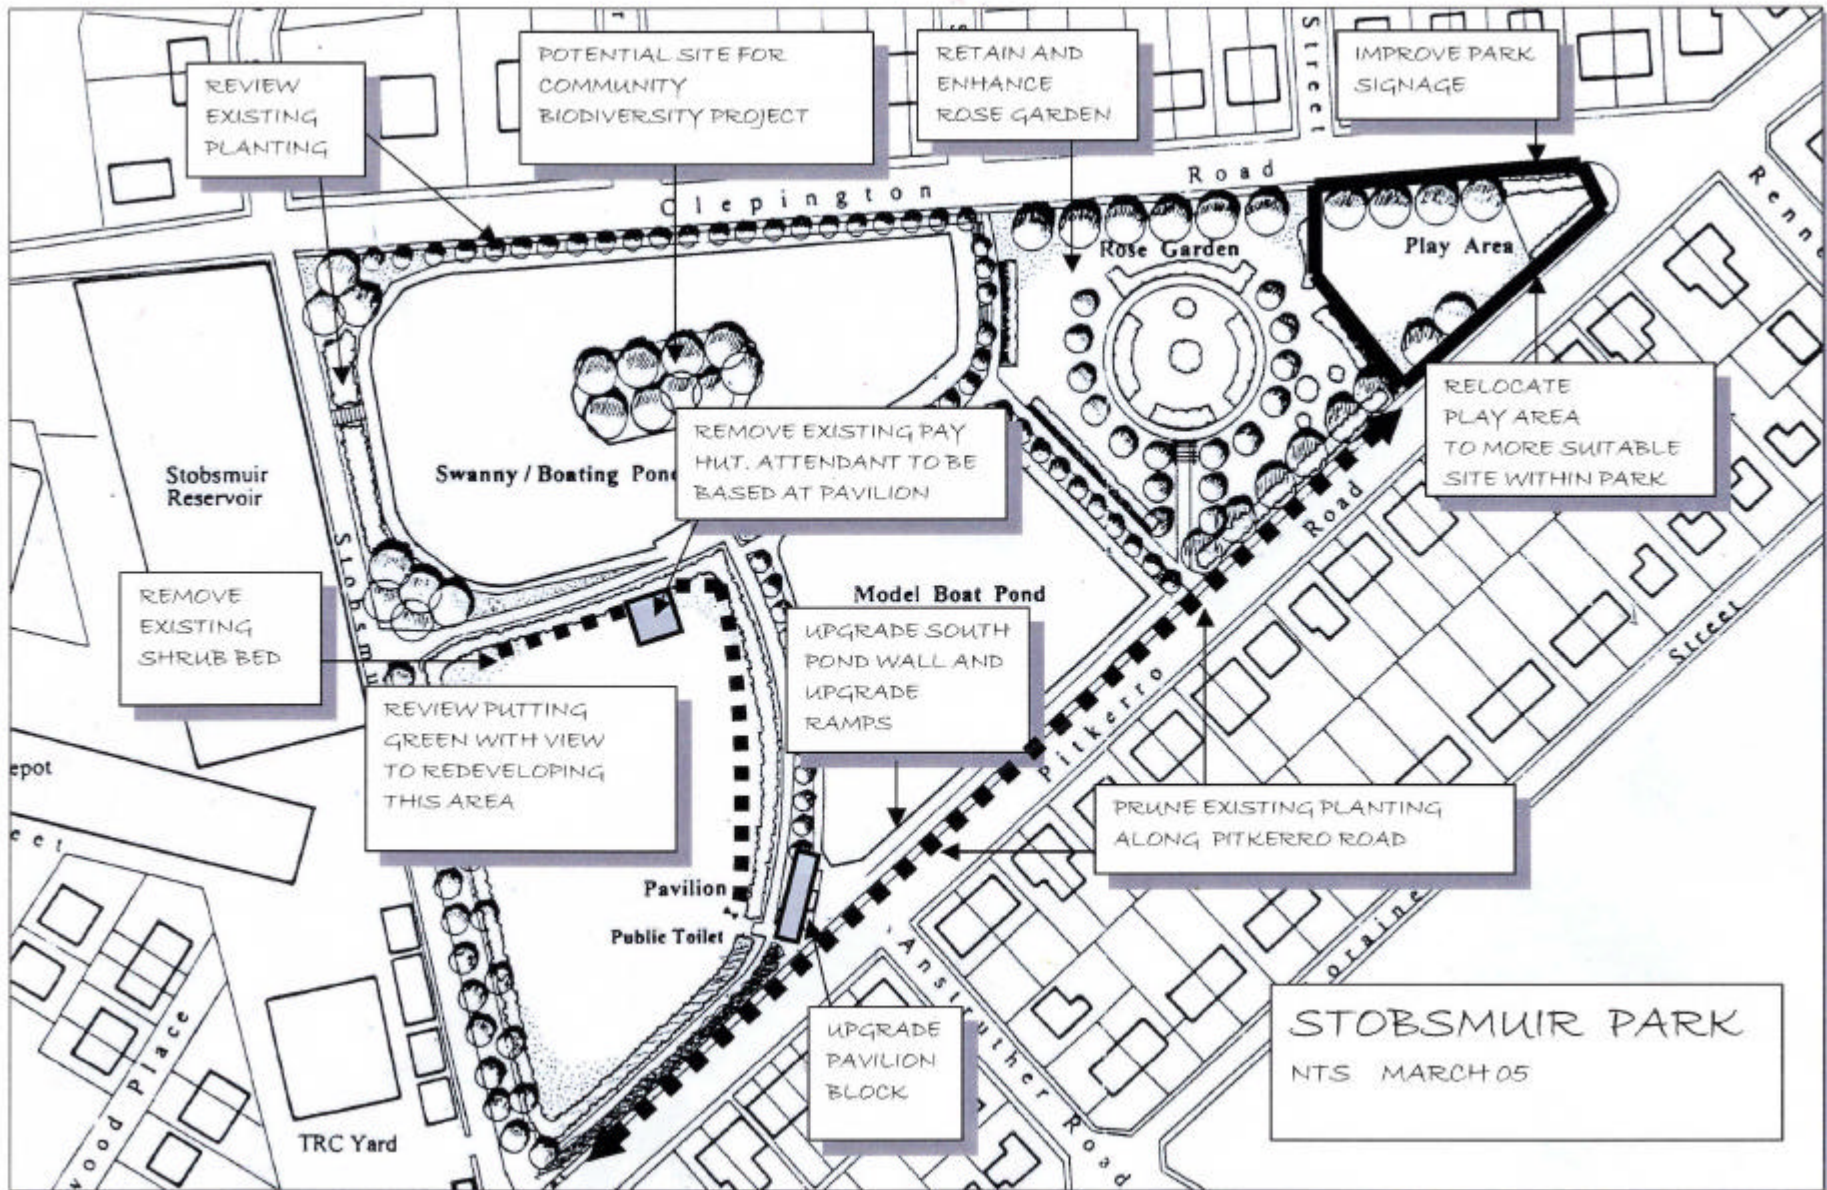 REVIEW
EXISTING
PLANTING
POTENTIAL SITE FOR
COMMUNITY
BIODIVERSITY PROJECT
RETAIN AND
ENHANCE
ROSE GARDEN
Street
IMPROVE PARK
SIGNAGE
Clepington Road
Rose Garden
Play Area
Stobsmuir
Reservoir
Swanny / Boating Pond
REMOVE EXISTING PAY
HUT. ATTENDANT TO BE
BASED AT PAVILION
RELOCATE
PLAY AREA
TO MORE SUITABLE
SITE WITHIN PARK
REMOVE
EXISTING
SHRUB BED
Model Boat Pond
UPGRADE SOUTH
POND WALL AND
UPGRADE
RAMPS
REVIEW PUTTING
GREEN WITH VIEW
TO REDEVELOPING
THIS AREA
Pitkerro Road
PRUNE EXISTING PLANTING
ALONG PITKERRO ROAD
Street
Pavilion
Public Toilet
Anstruther Road
UPGRADE
PAVILION
BLOCK
TRC Yard
STOBSMUIR PARK
NTS MARCH 05